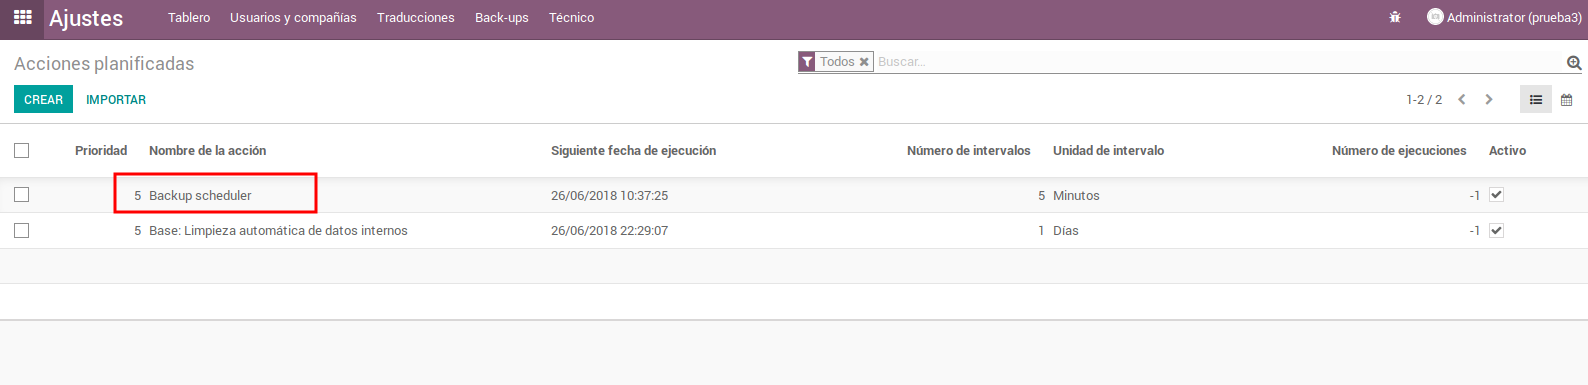 Ajustes Tablero Usuarios y compañías Traducciones Back-ups Técnico Administrator (prueba3)
Acciones planificadas Todos Buscar...
CREAR IMPORTAR 1-2 / 2
Prioridad Nombre de la acción Siguiente fecha de ejecución Número de intervalos Unidad de intervalo Número de ejecuciones Activo
5 Backup scheduler 26/06/2018 10:37:25 5 Minutos -1
5 Base: Limpieza automática de datos internos 26/06/2018 22:29:07 1 Días -1